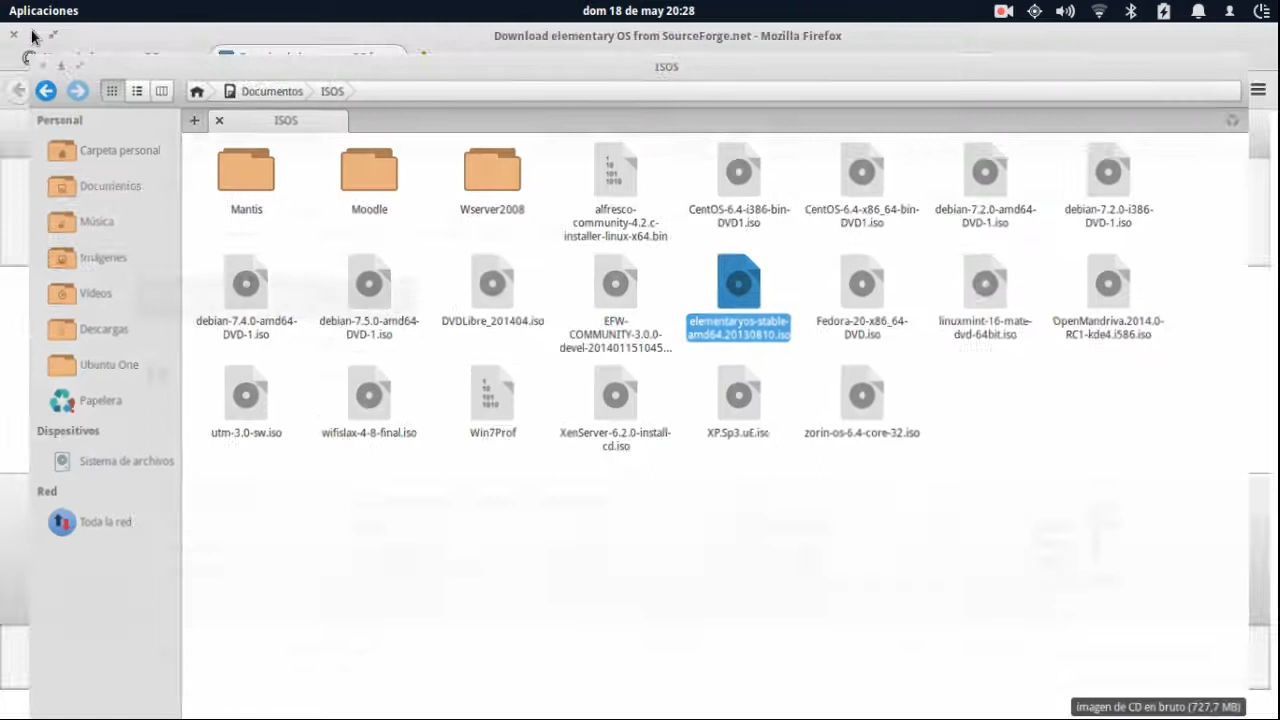 Aplicaciones
dom 18 de may 20:28
Download elementary OS from SourceForge.net - Mozilla Firefox
ISOS
Documentos
ISOS
ISOS
Personal
Carpeta personal
Documentos
Música
Imágenes
Vídeos
Descargas
Ubuntu One
Papelera
Dispositivos
Sistema de archivos
Red
Toda la red
Mantis
Moodle
Wserver2008
alfresco-
community-4.2.c-
installer-linux-x64.bin
CentOS-6.4-i386-bin-
DVD1.iso
CentOS-6.4-x86_64-bin-
DVD1.iso
debian-7.2.0-amd64-
DVD-1.iso
debian-7.2.0-i386-
DVD-1.iso
debian-7.4.0-amd64-
DVD-1.iso
debian-7.5.0-amd64-
DVD-1.iso
DVDLibre_201404.iso
EFW-
COMMUNITY-3.0.0-
devel-201401151045...
elementaryos-stable-
amd64.20130810.iso
Fedora-20-x86_64-
DVD.iso
linuxmint-16-mate-
dvd-64bit.iso
OpenMandriva.2014.0-
RC1-kde4.i586.iso
utm-3.0-sw.iso
wifislax-4-8-final.iso
Win7Prof
XenServer-6.2.0-install-
cd.iso
XP.Sp3.uE.iso
zorin-os-6.4-core-32.iso
imagen de CD en bruto (727,7 MB)